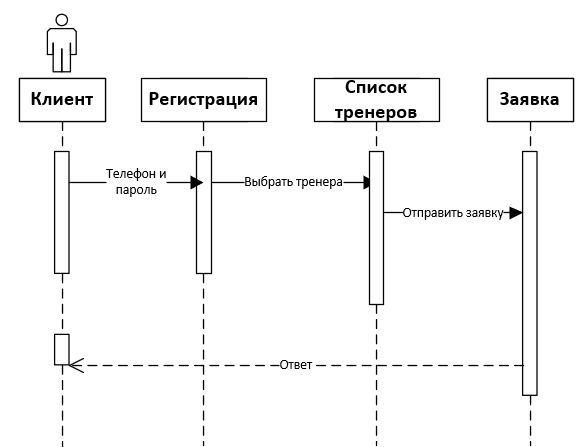 Клиент
Регистрация
Список
тренеров
Заявка
Телефон и
пароль
Выбрать тренера
Отправить заявку
Ответ